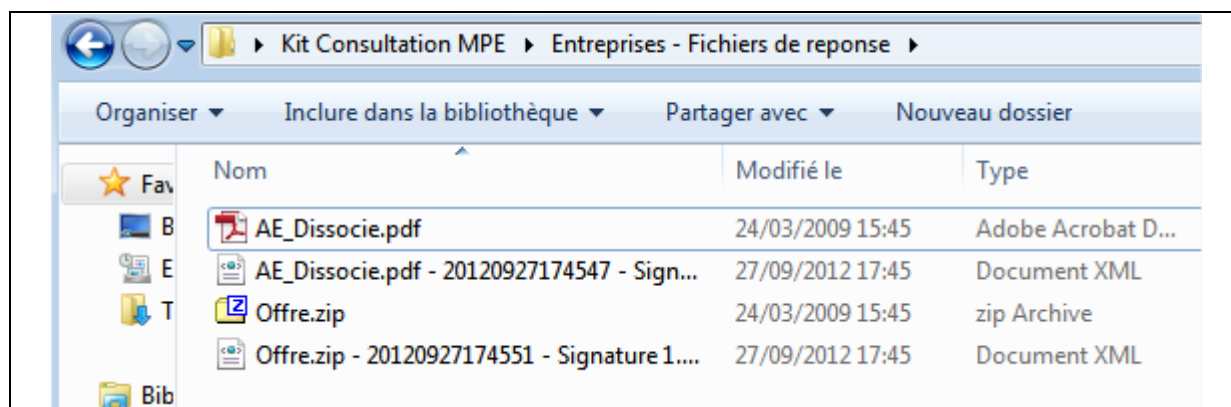 Kit Consultation MPE ▸ Entreprises - Fichiers de reponse ▸
Organiser Inclure dans la bibliothèque Partager avec Nouveau dossier
Fav Nom Modifié le Type
B AE_Dissocie.pdf 24/03/2009 15:45 Adobe Acrobat D...
E AE_Dissocie.pdf - 20120927174547 - Sign... 27/09/2012 17:45 Document XML
T Offre.zip 24/03/2009 15:45 zip Archive
Offre.zip - 20120927174551 - Signature 1.... 27/09/2012 17:45 Document XML
Bib